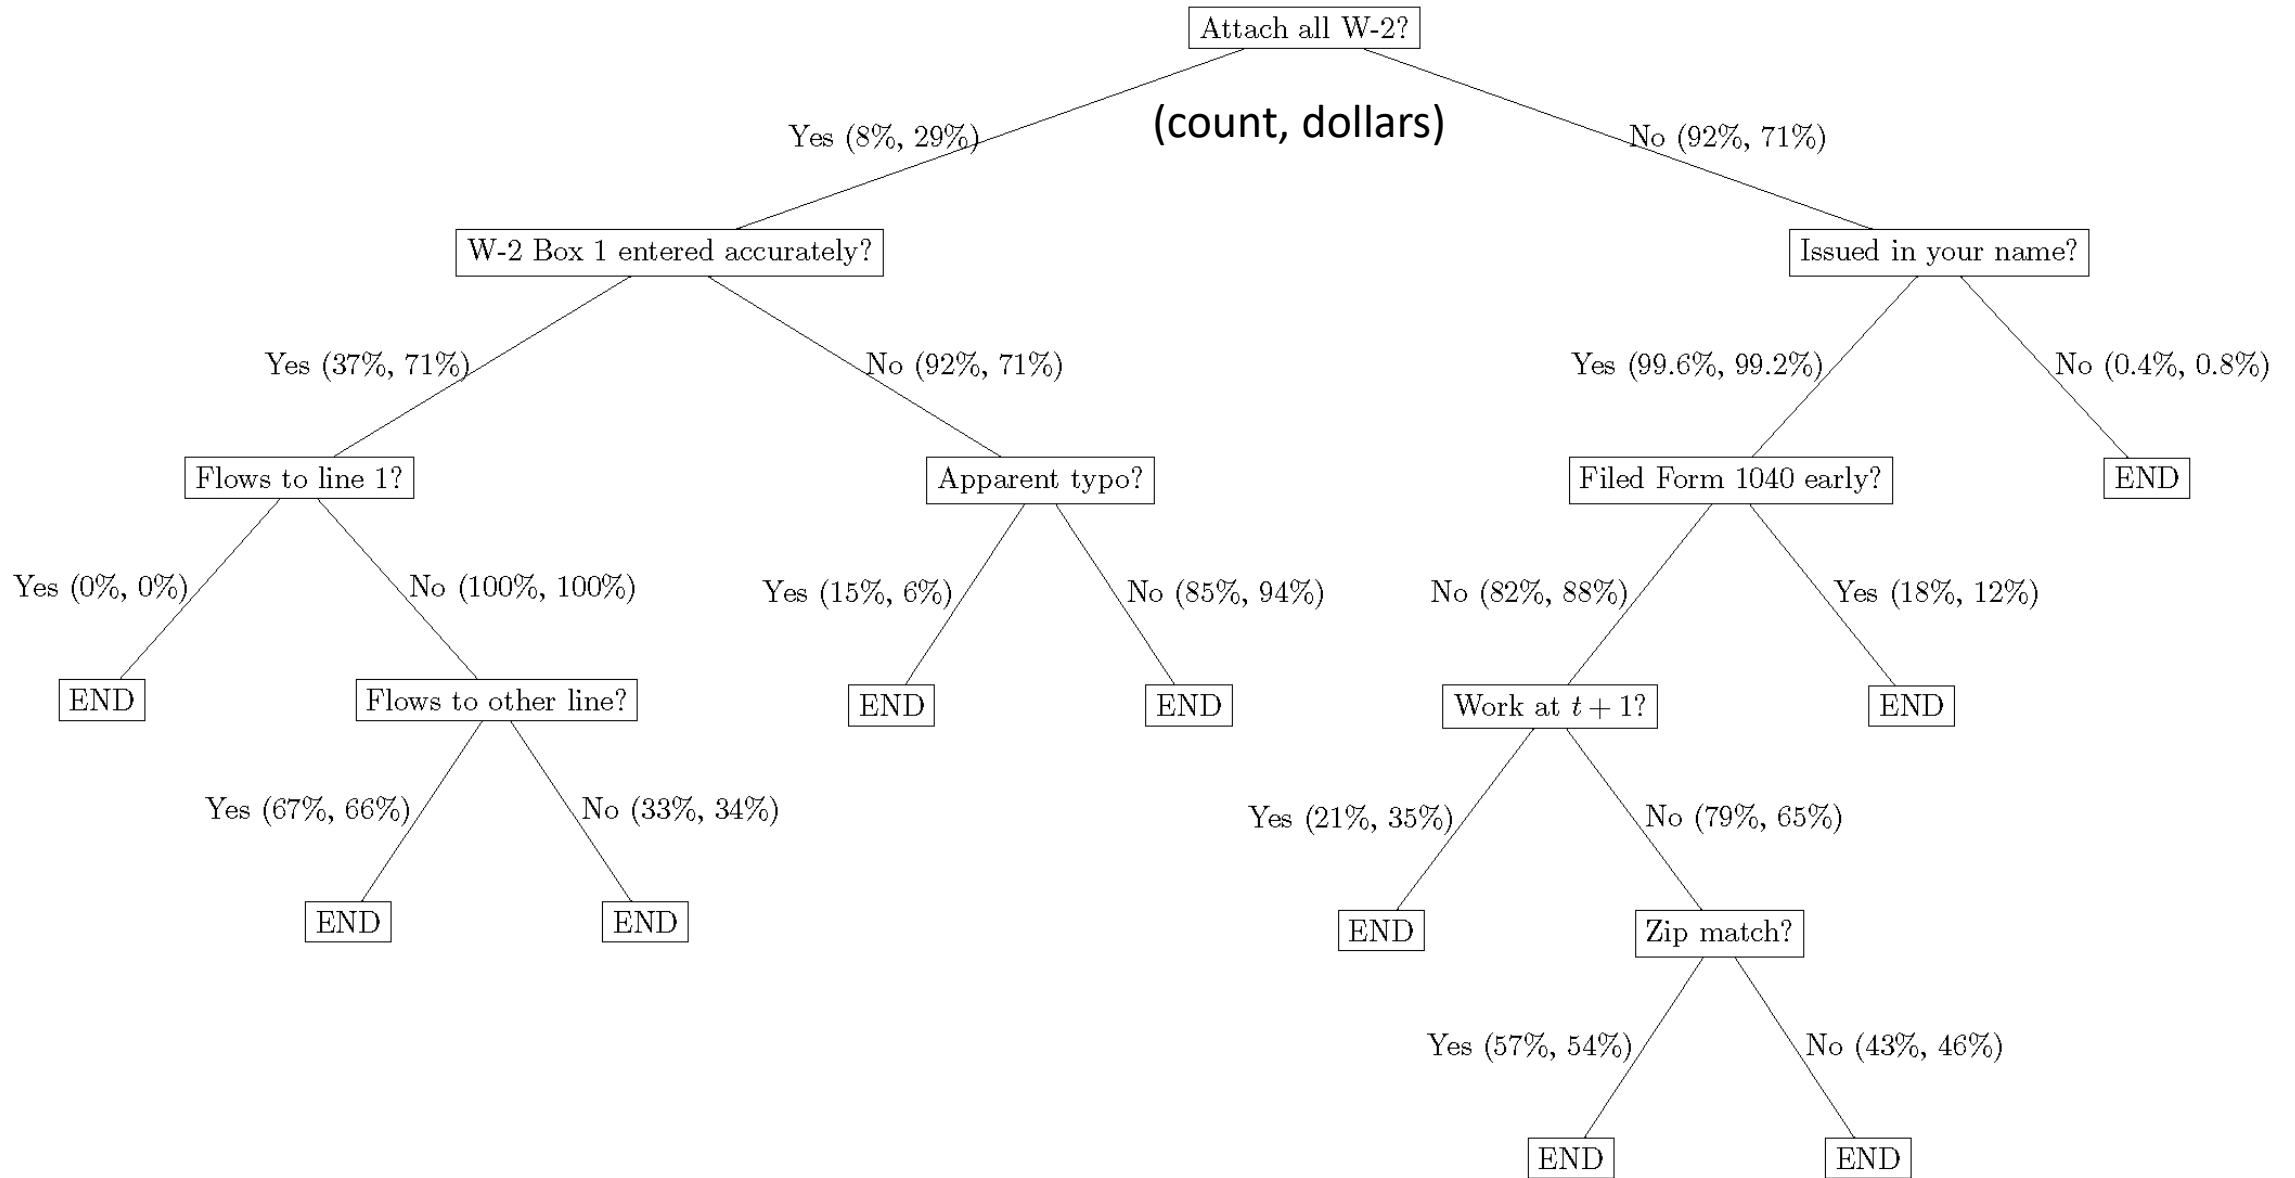 Attach all W-2?
(count, dollars)
Yes (8%, 29%)
No (92%, 71%)
W-2 Box 1 entered accurately?
Issued in your name?
Yes (37%, 71%)
No (92%, 71%)
Yes (99.6%, 99.2%)
No (0.4%, 0.8%)
Flows to line 1?
Apparent typo?
Filed Form 1040 early?
END
Yes (0%, 0%)
No (100%, 100%)
Yes (15%, 6%)
No (85%, 94%)
No (82%, 88%)
Yes (18%, 12%)
END
Flows to other line?
END
END
Work at t + 1?
END
Yes (67%, 66%)
No (33%, 34%)
Yes (21%, 35%)
No (79%, 65%)
END
END
END
Zip match?
Yes (57%, 54%)
No (43%, 46%)
END
END